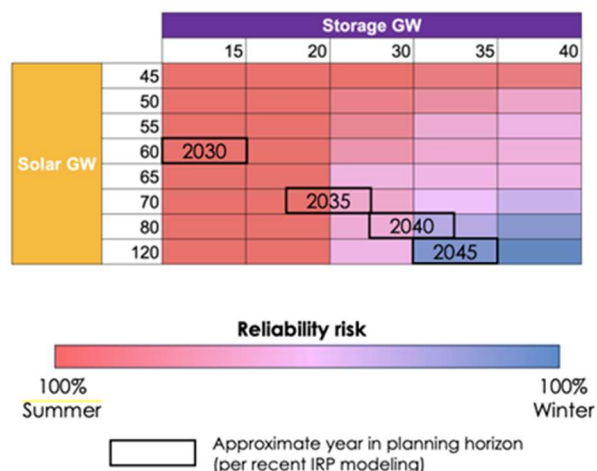 Storage GW
15 20 30 35 40
Solar GW
45
50
55
60 2030
65
70 2035
80 2040
120 2045
Reliability risk
100% 100%
Summer Winter
Approximate year in planning horizon
(per recent IRP modeling)